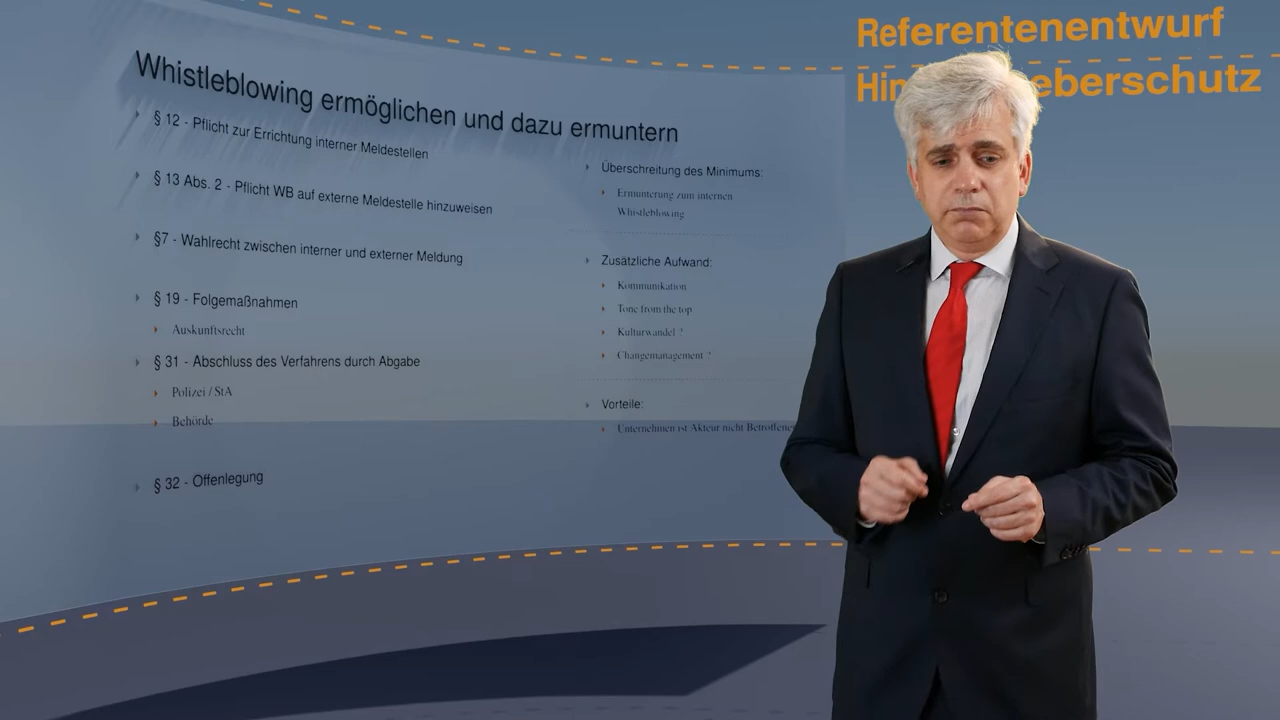 Referentenentwurf
Hin eberschutz
Whistleblowing ermöglichen und dazu ermuntern
§ 12 - Pflicht zur Errichtung interner Meldestellen
§ 13 Abs. 2 - Pflicht WB auf externe Meldestelle hinzuweisen
§7 - Wahlrecht zwischen interner und externer Meldung
§ 19 - Folgemaßnahmen
Auskunftsrecht
§ 31 - Abschluss des Verfahrens durch Abgabe
Polizei / StA
Behörde
§ 32 - Offenlegung
Überschreitung des Minimums:
Ermunterung zum internen
Whistleblowing
Zusätzliche Aufwand:
Kommunikation
Tone from the top
Kulturwandel ?
Changemanagement ?
Vorteile:
Unternehmen ist Akteur nicht Betroffener